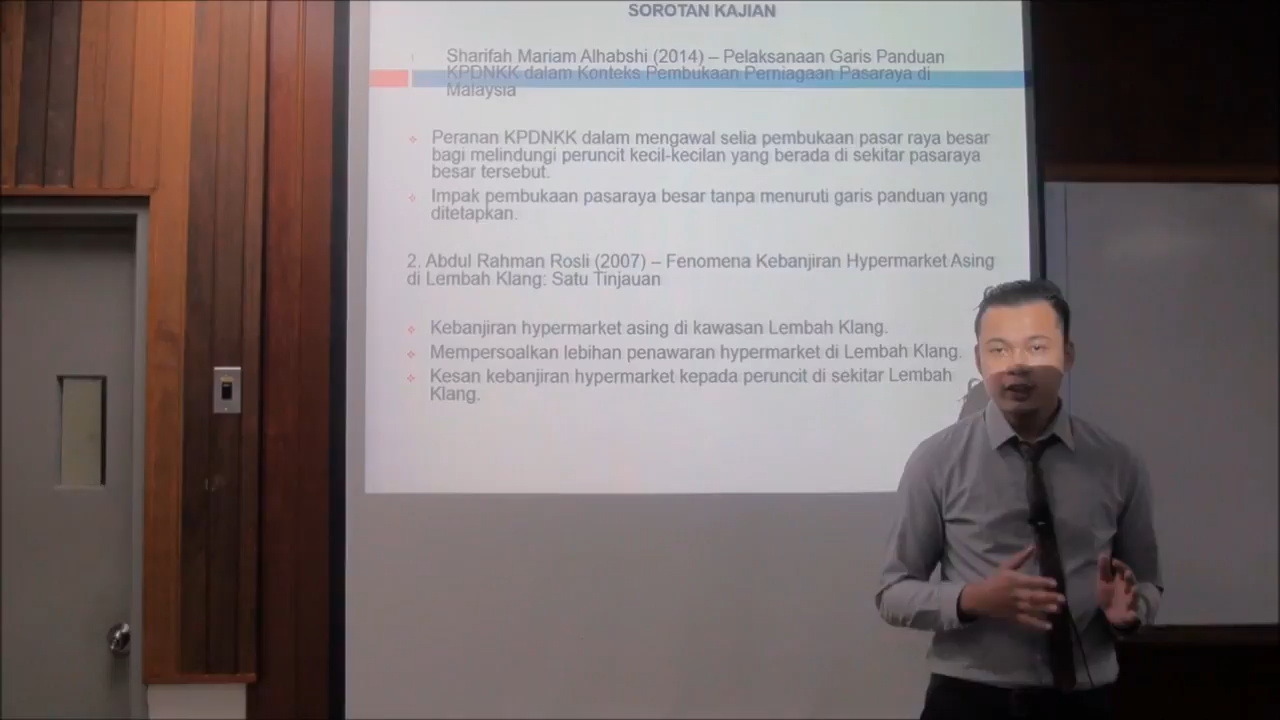 SOROTAN KAJIAN
Sharifah Mariam Alhabshi (2014) – Pelaksanaan Garis Panduan
KPDNKK dalam Konteks Pembukaan Perniagaan Pasaraya di
Malaysia
Peranan KPDNKK dalam mengawal selia pembukaan pasar raya besar
bagi melindungi peruncit kecil-kecilan yang berada di sekitar pasaraya
besar tersebut.
Impak pembukaan pasaraya besar tanpa menuruti garis panduan yang
ditetapkan.
2. Abdul Rahman Rosli (2007) – Fenomena Kebanjiran Hypermarket Asing
di Lembah Klang: Satu Tinjauan
Kebanjiran hypermarket asing di kawasan Lembah Klang.
Mempersoalkan lebihan penawaran hypermarket di Lembah Klang.
Kesan kebanjiran hypermarket kepada peruncit di sekitar Lembah
Klang.